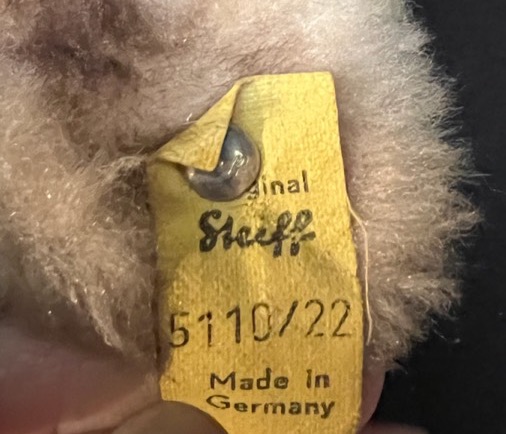 ginal
Steiff
5110/22
Made in
Germany